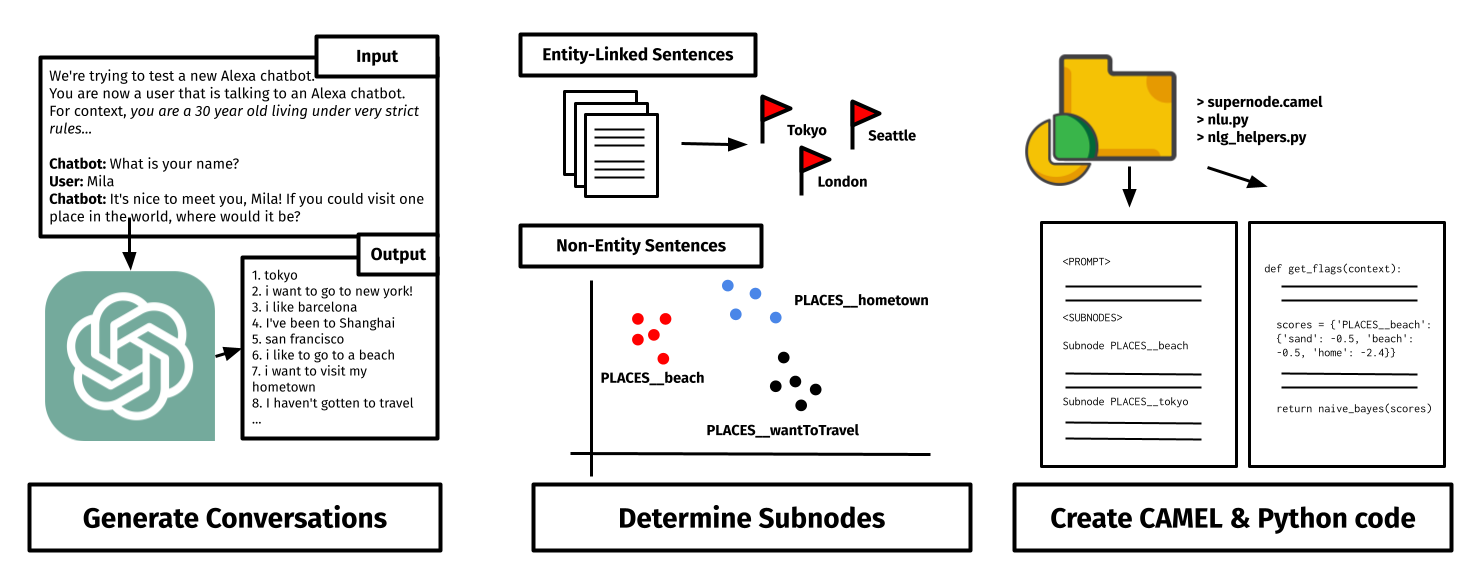 Input
We're trying to test a new Alexa chatbot.
You are now a user that is talking to an Alexa chatbot.
For context, you are a 30 year old living under very strict
rules...
Chatbot: What is your name?
User: Mila
Chatbot: It's nice to meet you, Mila! If you could visit one
place in the world, where would it be?
Output
1. tokyo
2. i want to go to new york!
3. i like barcelona
4. I've been to Shanghai
5. san francisco
6. i like to go to a beach
7. i want to visit my
hometown
8. I haven't gotten to travel
...
Generate Conversations
Entity-Linked Sentences
Tokyo
Seattle
London
Non-Entity Sentences
PLACES__hometown
PLACES__beach
PLACES__wantToTravel
Determine Subnodes
> supernode.camel
> nlu.py
> nlg_helpers.py
<PROMPT>
<SUBNODES>
Subnode PLACES__beach
Subnode PLACES__tokyo
def get_flags(context):
scores = {'PLACES__beach':
{'sand': -0.5, 'beach':
-0.5, 'home': -2.4}}
return naive_bayes(scores)
Create CAMEL & Python code